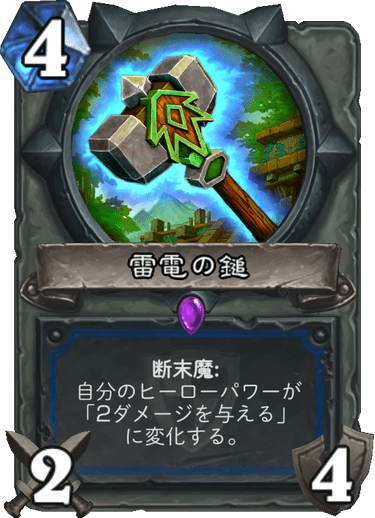 4
雷電の鎚
断末魔:
自分のヒーローパワーが
「2ダメージを与える」
に変化する。
2
4